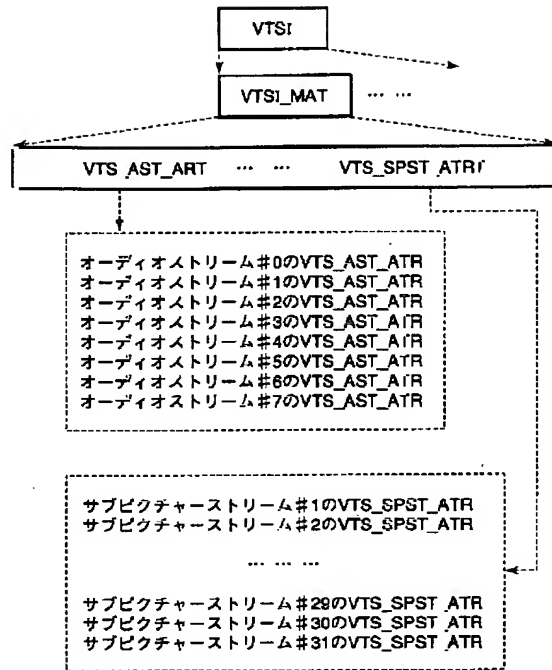 VTSI
VTSI_MAT … …
VTS_AST_ART … … VTS_SPST_ATRT
オーディオストリーム#0のVTS_AST_ATR
オーディオストリーム#1のVTS_AST_ATR
オーディオストリーム#2のVTS_AST_ATR
オーディオストリーム#3のVTS_AST_ATR
オーディオストリーム#4のVTS_AST_ATR
オーディオストリーム#5のVTS_AST_ATR
オーディオストリーム#6のVTS_AST_ATR
オーディオストリーム#7のVTS_AST_ATR
サブピクチャーストリーム#1のVTS_SPST_ATR
サブピクチャーストリーム#2のVTS_SPST_ATR
… … …
サブピクチャーストリーム#29のVTS_SPST_ATR
サブピクチャーストリーム#30のVTS_SPST_ATR
サブピクチャーストリーム#31のVTS_SPST_ATR